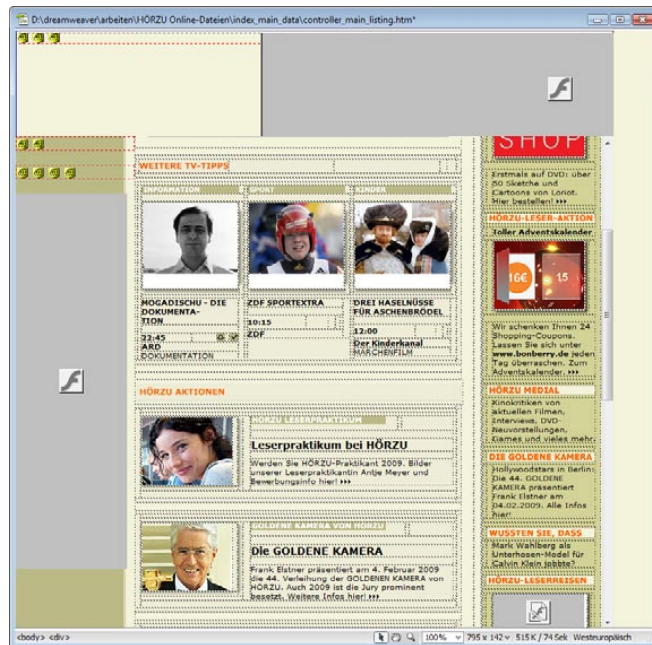 D:\dreamweaver\arbeiten\HÖRZU Online-Dateien\index_main_data\controller_main_listing.htm*
SHOP
Erstmals auf DVD: über
50 Sketche und
Cartoons von Loriot.
Hier bestellen! ›››
WEITERE TV-TIPPS
INFORMATION
SPORT
KINDER
MOGADISCHU - DIE
DOKUMENTA-
TION
22:45
ARD
DOKUMENTATION
ZDF SPORTEXTRA
10:15
ZDF
DREI HASELNÜSSE
FÜR ASCHENBRÖDEL
12:00
Der Kinderkanal
MÄRCHENFILM
HÖRZU-LESER-AKTION
Toller Adventskalender
16€
15
Wir schenken Ihnen 24
Shopping-Coupons.
Lassen Sie sich unter
www.bonberry.de jeden
Tag überraschen. Zum
Adventskalender. ›››
HÖRZU AKTIONEN
HÖRZU LESERPRAKTIKUM
Leserpraktikum bei HÖRZU
Werden Sie HÖRZU-Praktikant 2009. Bilder
unserer Leserpraktikantin Antje Meyer und
Bewerbungsinfo hier! ›››
GOLDENE KAMERA VON HÖRZU
Die GOLDENE KAMERA
Frank Elstner präsentiert am 4. Februar 2009
die 44. Verleihung der GOLDENEN KAMERA von
HÖRZU. Auch 2009 ist die Jury prominent
besetzt. Weitere Infos hier! ›››
HÖRZU MEDIAL
Kinokritiken von
aktuellen Filmen,
Interviews, DVD-
Neuvorstellungen,
Games und vieles mehr.
DIE GOLDENE KAMERA
Hollywoodstars in Berlin:
Die 44. GOLDENE
KAMERA präsentiert
Frank Elstner am
04.02.2009. Alle Infos
hier!
WUSSTEN SIE, DASS
Mark Wahlberg als
Unterhosen-Model für
Calvin Klein jobbte?
HÖRZU-LESERREISEN
<body> <div>
100%
795 x 142
515 K / 74 Sek
Westeuropäisch